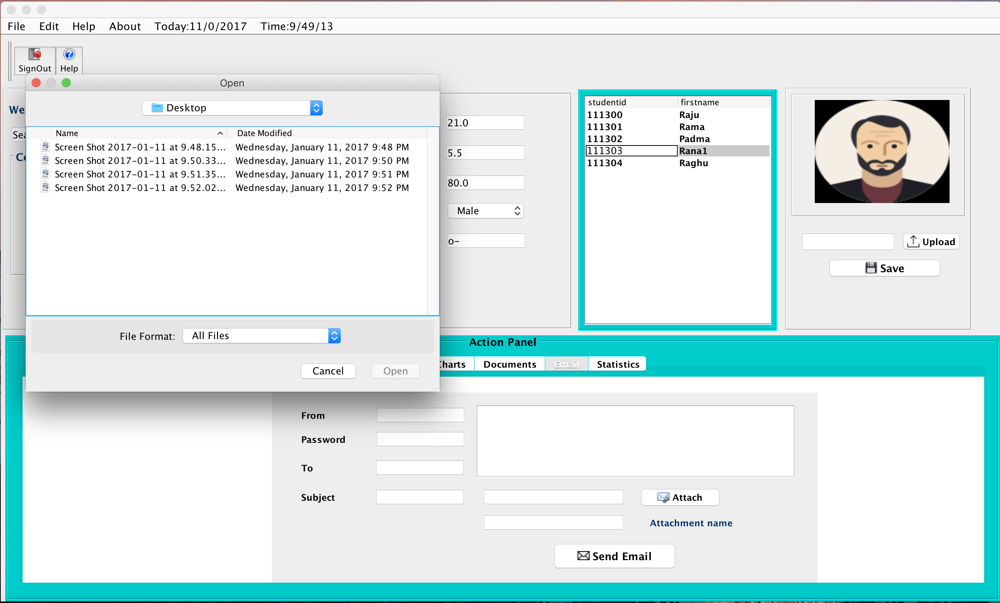 File Edit Help About Today:11/0/2017 Time:9/49/13
SignOut Help
Open
Desktop
Name Date Modified
Screen Shot 2017-01-11 at 9.48.15... Wednesday, January 11, 2017 9:48 PM
Screen Shot 2017-01-11 at 9.50.33... Wednesday, January 11, 2017 9:50 PM
Screen Shot 2017-01-11 at 9.51.35... Wednesday, January 11, 2017 9:51 PM
Screen Shot 2017-01-11 at 9.52.02... Wednesday, January 11, 2017 9:52 PM
File Format: All Files
Cancel Open
21.0
5.5
80.0
Male
o-
studentid firstname
111300 Raju
111301 Rama
111302 Padma
111303 Rana1
111304 Raghu
Upload
Save
Action Panel
Charts Documents Email Statistics
From
Password
To
Subject
Attach
Attachment name
Send Email